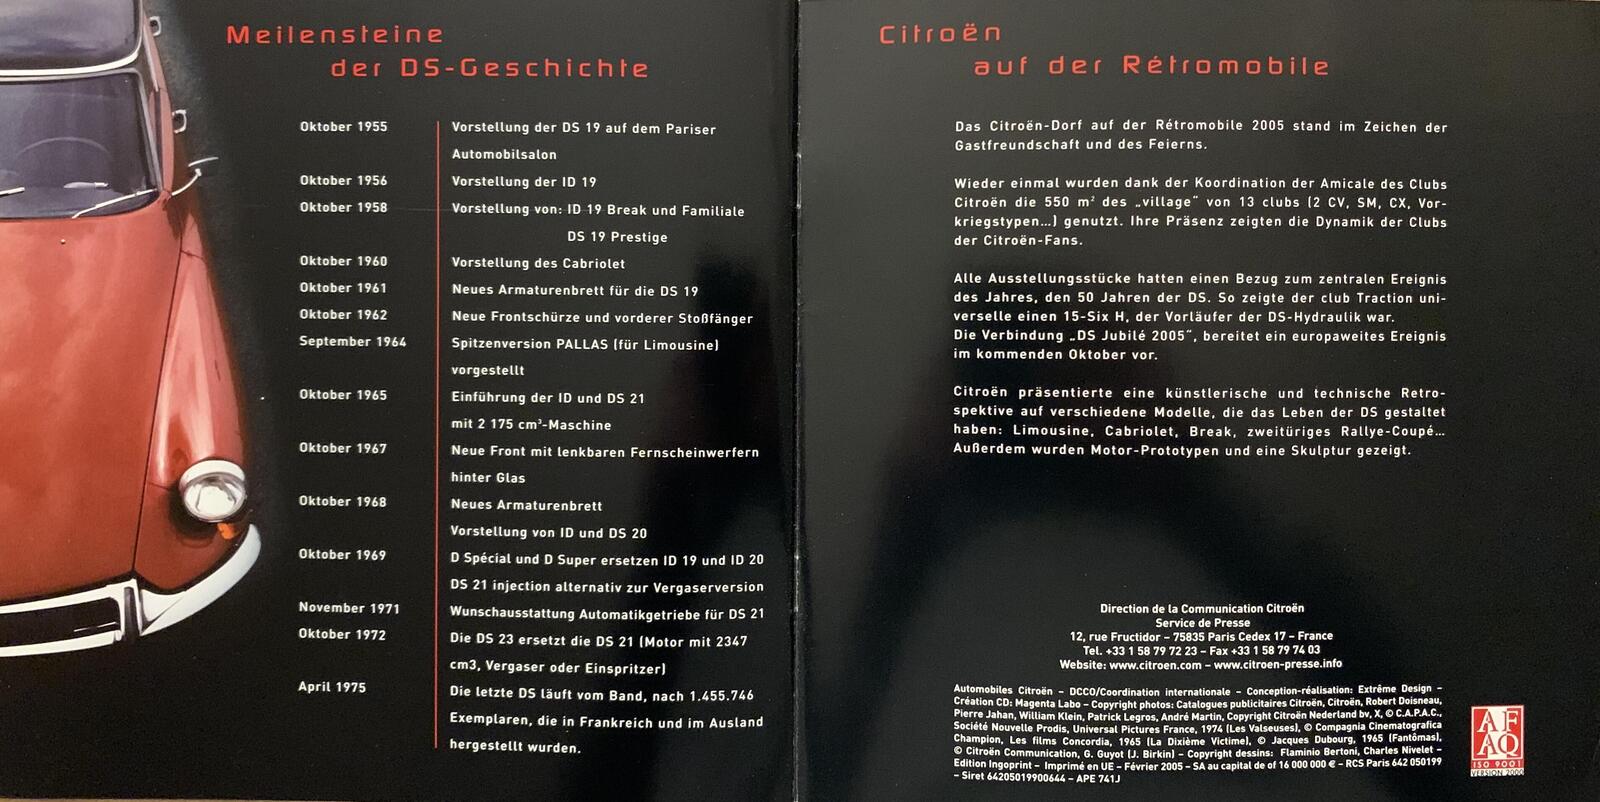 Meilensteine
der DS-Geschichte
Oktober 1955 Vorstellung der DS 19 auf dem Pariser
Automobilsalon
Oktober 1956 Vorstellung der ID 19
Oktober 1958 Vorstellung von: ID 19 Break und Familiale
DS 19 Prestige
Oktober 1960 Vorstellung des Cabriolet
Oktober 1961 Neues Armaturenbrett für die DS 19
Oktober 1962 Neue Frontschürze und vorderer Stoßfänger
September 1964 Spitzenversion PALLAS (für Limousine)
vorgestellt
Oktober 1965 Einführung der ID und DS 21
mit 2 175 cm³-Maschine
Oktober 1967 Neue Front mit lenkbaren Fernscheinwerfern
hinter Glas
Oktober 1968 Neues Armaturenbrett
Vorstellung von ID und DS 20
Oktober 1969 D Spécial und D Super ersetzen ID 19 und ID 20
DS 21 injection alternativ zur Vergaserversion
November 1971 Wunschausstattung Automatikgetriebe für DS 21
Oktober 1972 Die DS 23 ersetzt die DS 21 (Motor mit 2347
cm3, Vergaser oder Einspritzer)
April 1975 Die letzte DS läuft vom Band, nach 1.455.746
Exemplaren, die in Frankreich und im Ausland
hergestellt wurden.
Citroën
auf der Rétromobile
Das Citroën-Dorf auf der Rétromobile 2005 stand im Zeichen der
Gastfreundschaft und des Feierns.
Wieder einmal wurden dank der Koordination der Amicale des Clubs
Citroën die 550 m² des „village“ von 13 clubs (2 CV, SM, CX, Vor-
kriegstypen...) genutzt. Ihre Präsenz zeigten die Dynamik der Clubs
der Citroën-Fans.
Alle Ausstellungsstücke hatten einen Bezug zum zentralen Ereignis
des Jahres, den 50 Jahren der DS. So zeigte der club Traction uni-
verselle einen 15-Six H, der Vorläufer der DS-Hydraulik war.
Die Verbindung „DS Jubilé 2005“, bereitet ein europaweites Ereignis
im kommenden Oktober vor.
Citroën präsentierte eine künstlerische und technische Retro-
spektive auf verschiedene Modelle, die das Leben der DS gestaltet
haben: Limousine, Cabriolet, Break, zweitüriges Rallye-Coupé...
Außerdem wurden Motor-Prototypen und eine Skulptur gezeigt.
Direction de la Communication Citroën
Service de Presse
12, rue Fructidor – 75835 Paris Cedex 17 – France
Tel. +33 1 58 79 72 23 – Fax +33 1 58 79 74 03
Website: www.citroen.com – www.citroen-presse.info
Automobiles Citroën – DCCO/Coordination internationale – Conception-réalisation: Extrême Design –
Création CD: Magenta Labo – Copyright photos: Catalogues publicitaires Citroën, Citroën, Robert Doisneau,
Pierre Jahan, William Klein, Patrick Legros, André Martin, Copyright Citroën Nederland bv, X, © C.A.P.A.C.,
Société Nouvelle Prodis, Universal Pictures France, 1974 (Les Valseuses), © Compagnia Cinematografica
Champion, Les films Concordia, 1965 (La Dixième Victime), © Jacques Dubourg, 1965 (Fantômas),
© Citroën Communication, G. Guyot (J. Birkin) – Copyright dessins: Flaminio Bertoni, Charles Nivelet –
Edition Ingoprint – Imprimé en UE – Février 2005 – SA au capital de of 16 000 000 € – RCS Paris 642 050199
– Siret 64205019900644 – APE 741J
AF
AQ
ISO 9001
VERSION 2000